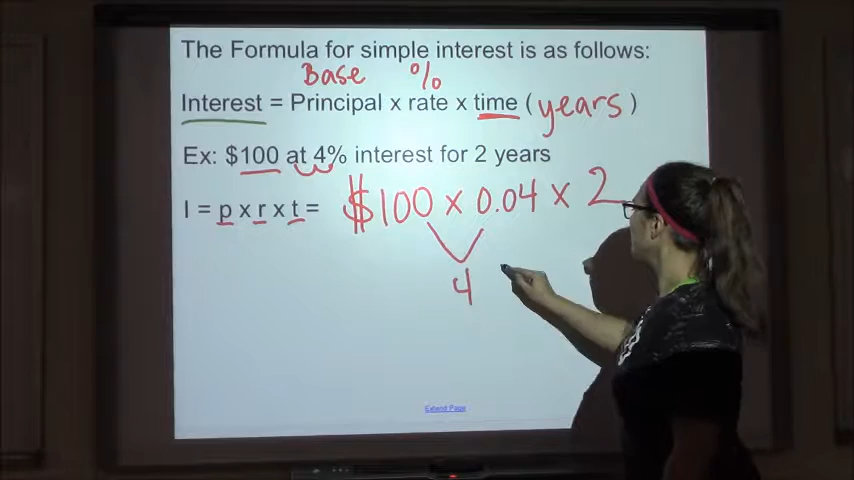 The Formula for simple interest is as follows:
Base %
Interest = Principal x rate x time (years)
Ex: $100 at 4% interest for 2 years
I = p x r x t = $100 x 0.04 x 2
4
Extend Page